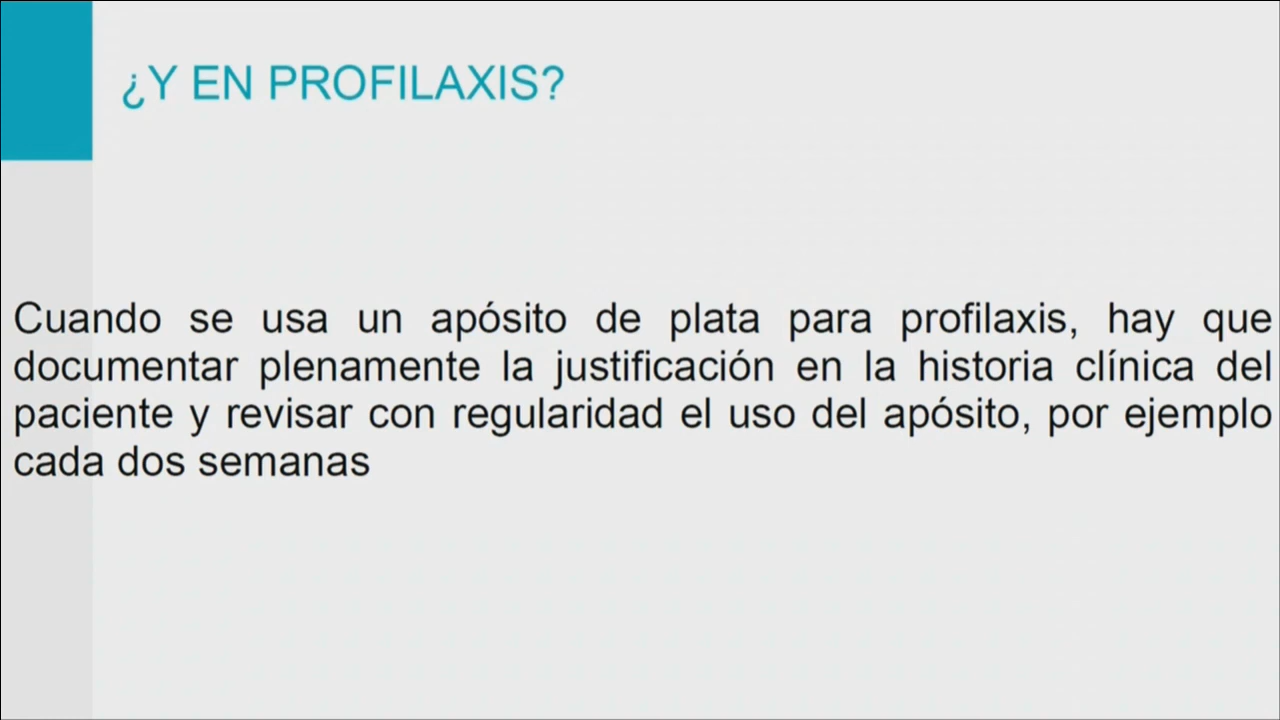 ¿Y EN PROFILAXIS?
Cuando se usa un apósito de plata para profilaxis, hay que
documentar plenamente la justificación en la historia clínica del
paciente y revisar con regularidad el uso del apósito, por ejemplo
cada dos semanas